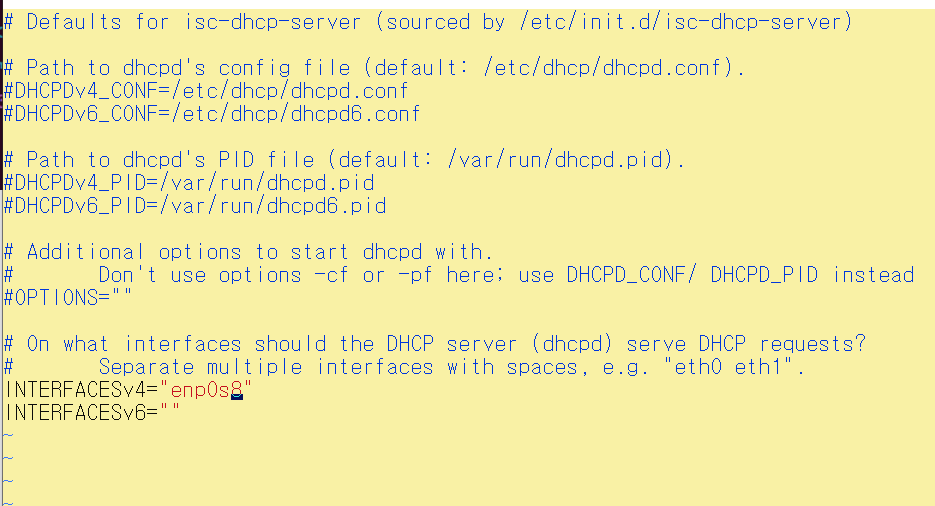 # Defaults for isc-dhcp-server (sourced by /etc/init.d/isc-dhcp-server)
# Path to dhcpd's config file (default: /etc/dhcp/dhcpd.conf).
#DHCPDv4_CONF=/etc/dhcp/dhcpd.conf
#DHCPDv6_CONF=/etc/dhcp/dhcpd6.conf
# Path to dhcpd's PID file (default: /var/run/dhcpd.pid).
#DHCPDv4_PID=/var/run/dhcpd.pid
#DHCPDv6_PID=/var/run/dhcpd6.pid
# Additional options to start dhcpd with.
#       Don't use options -cf or -pf here; use DHCPD_CONF/ DHCPD_PID instead
#OPTIONS=""
# On what interfaces should the DHCP server (dhcpd) serve DHCP requests?
#       Separate multiple interfaces with spaces, e.g. "eth0 eth1".
INTERFACESv4="enp0s8"
INTERFACESv6=""
~
~
~
~